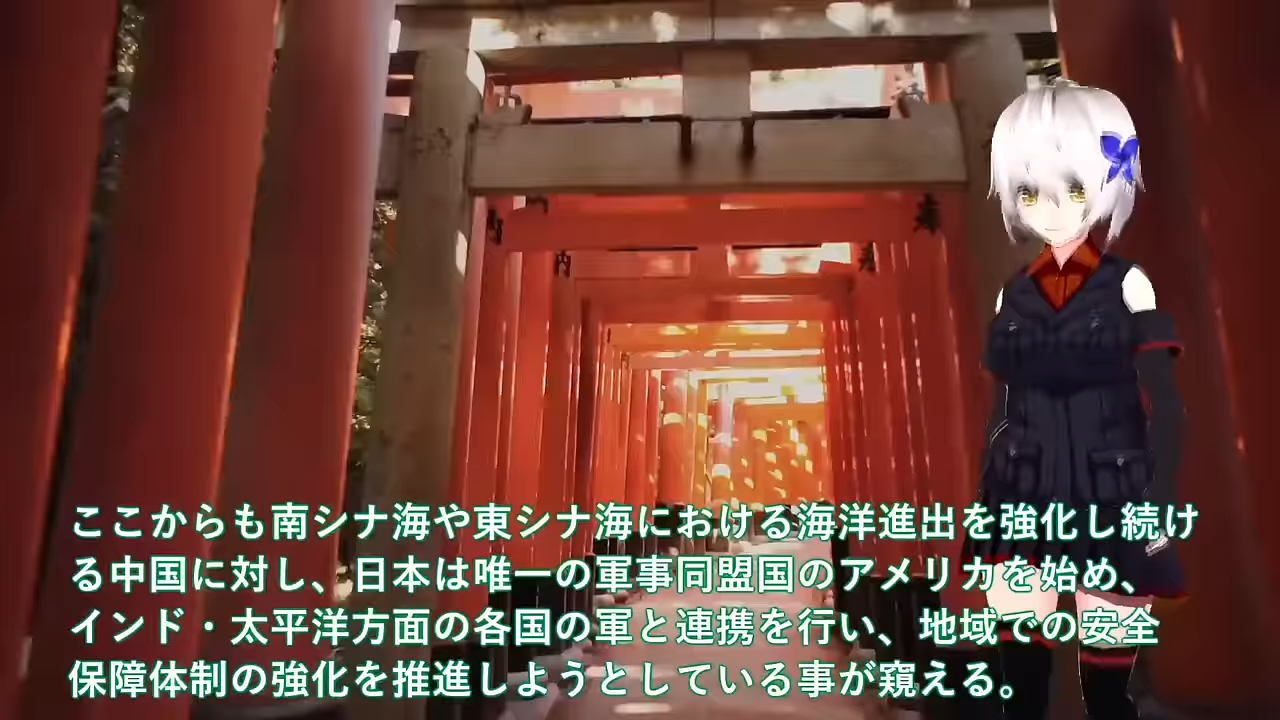 ここからも南シナ海や東シナ海における海洋進出を強化し続け
る中国に対し、日本は唯一の軍事同盟国のアメリカを始め、
インド・太平洋方面の各国の軍と連携を行い、地域での安全
保障体制の強化を推進しようとしている事が窺える。